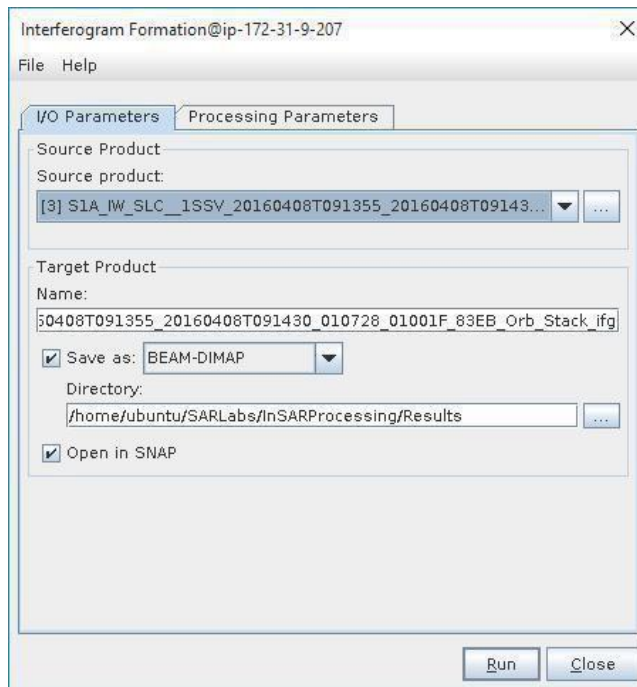 Interferogram Formation@ip-172-31-9-207
File Help
I/O Parameters Processing Parameters
Source Product
Source product:
[3] S1A_IW_SLC__1SSV_20160408T091355_20160408T09143... ...
Target Product
Name:
50408T091355_20160408T091430_010728_01001F_83EB_Orb_Stack_ifg
Save as: BEAM-DIMAP
Directory:
/home/ubuntu/SARLabs/InSARProcessing/Results ...
Open in SNAP
Run Close